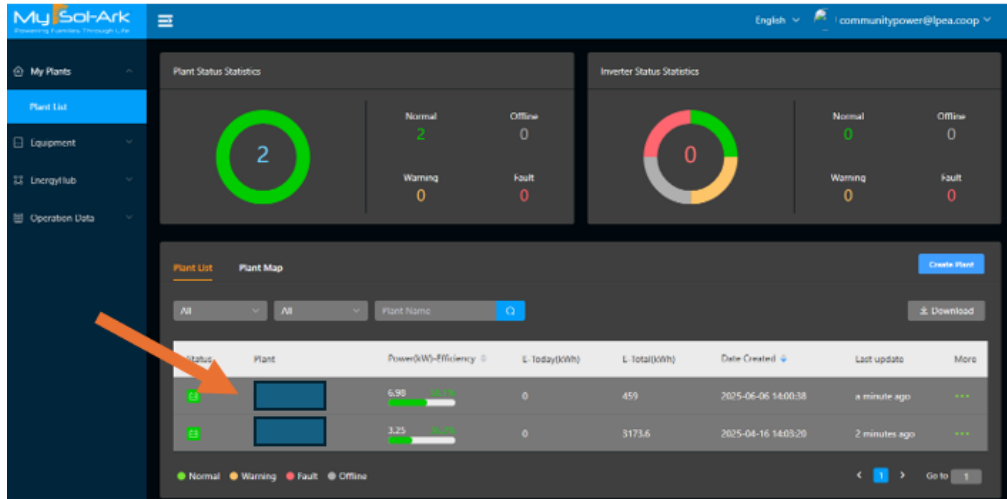 My Sol-Ark
Powering Families Through Life
English
communitypower@lpea.coop
My Plants
Plant List
Equipment
EnergyHub
Operation Data
Plant Status Statistics
2
Normal
2
Offline
0
Warning
0
Fault
0
Inverter Status Statistics
0
Normal
0
Offline
0
Warning
0
Fault
0
Plant List Plant Map
Create Plant
All All Plant Name
Download
Status Plant Power(kW)-Efficiency E-Today(kWh) E-Total(kWh) Date Created Last update More
6.98 0 459 2025-06-06 14:00:38 a minute ago
3.25 0 3173.6 2025-04-16 14:03:20 2 minutes ago
Normal Warning Fault Offline
< 1 > Go to 1